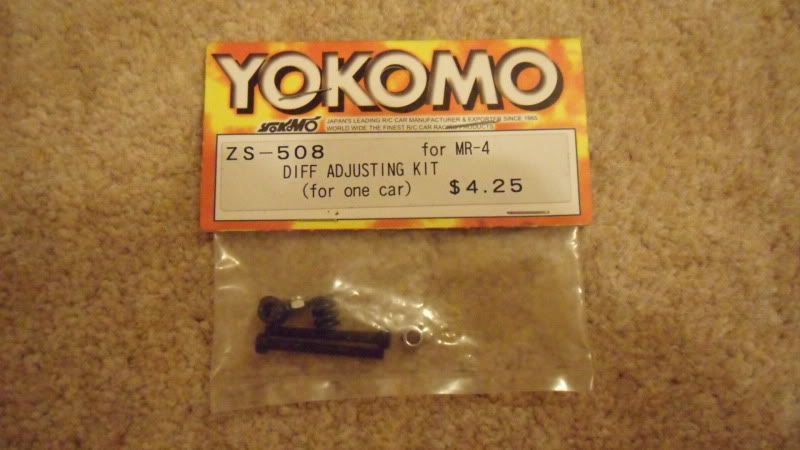 YOKOMO
YOKOMO JAPAN'S LEADING R/C CAR MANUFACTURER & EXPORTER SINCE 1965
WORLD WIDE THE FINEST R/C CAR RACING PRODUCTS
ZS-508 for MR-4
DIFF ADJUSTING KIT
(for one car) $4.25